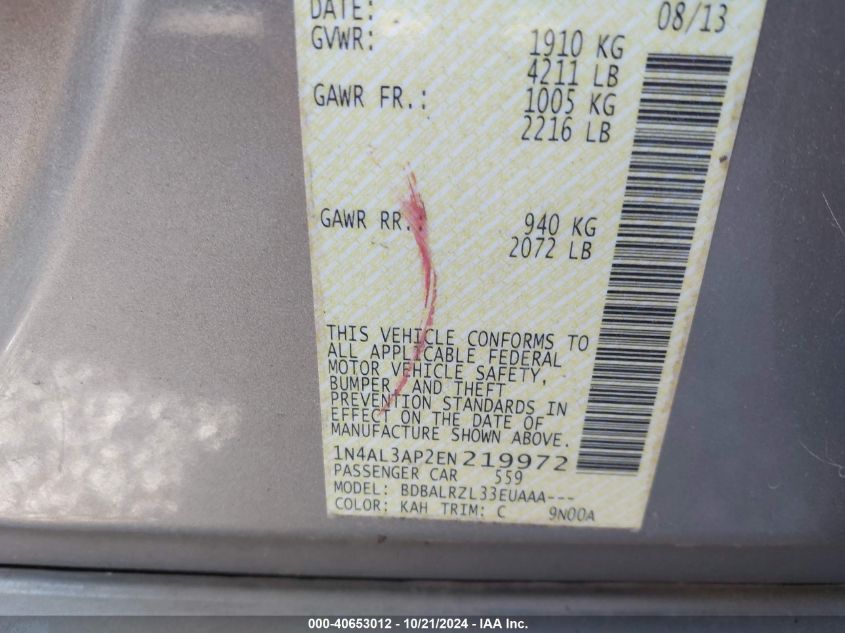 DATE: 08/13
GVWR: 1910 KG
4211 LB
GAWR FR.: 1005 KG
2216 LB
GAWR RR. 940 KG
2072 LB
THIS VEHICLE CONFORMS TO
ALL APPLICABLE FEDERAL
MOTOR VEHICLE SAFETY,
BUMPER, AND THEFT
PREVENTION STANDARDS IN
EFFECT ON THE DATE OF
MANUFACTURE SHOWN ABOVE.
1N4AL3AP2EN219972
PASSENGER CAR 559
MODEL: BDBALRZL33EUAAA---
COLOR: KAH TRIM: C 9N00A
000-40653012 - 10/21/2024 - IAA Inc.